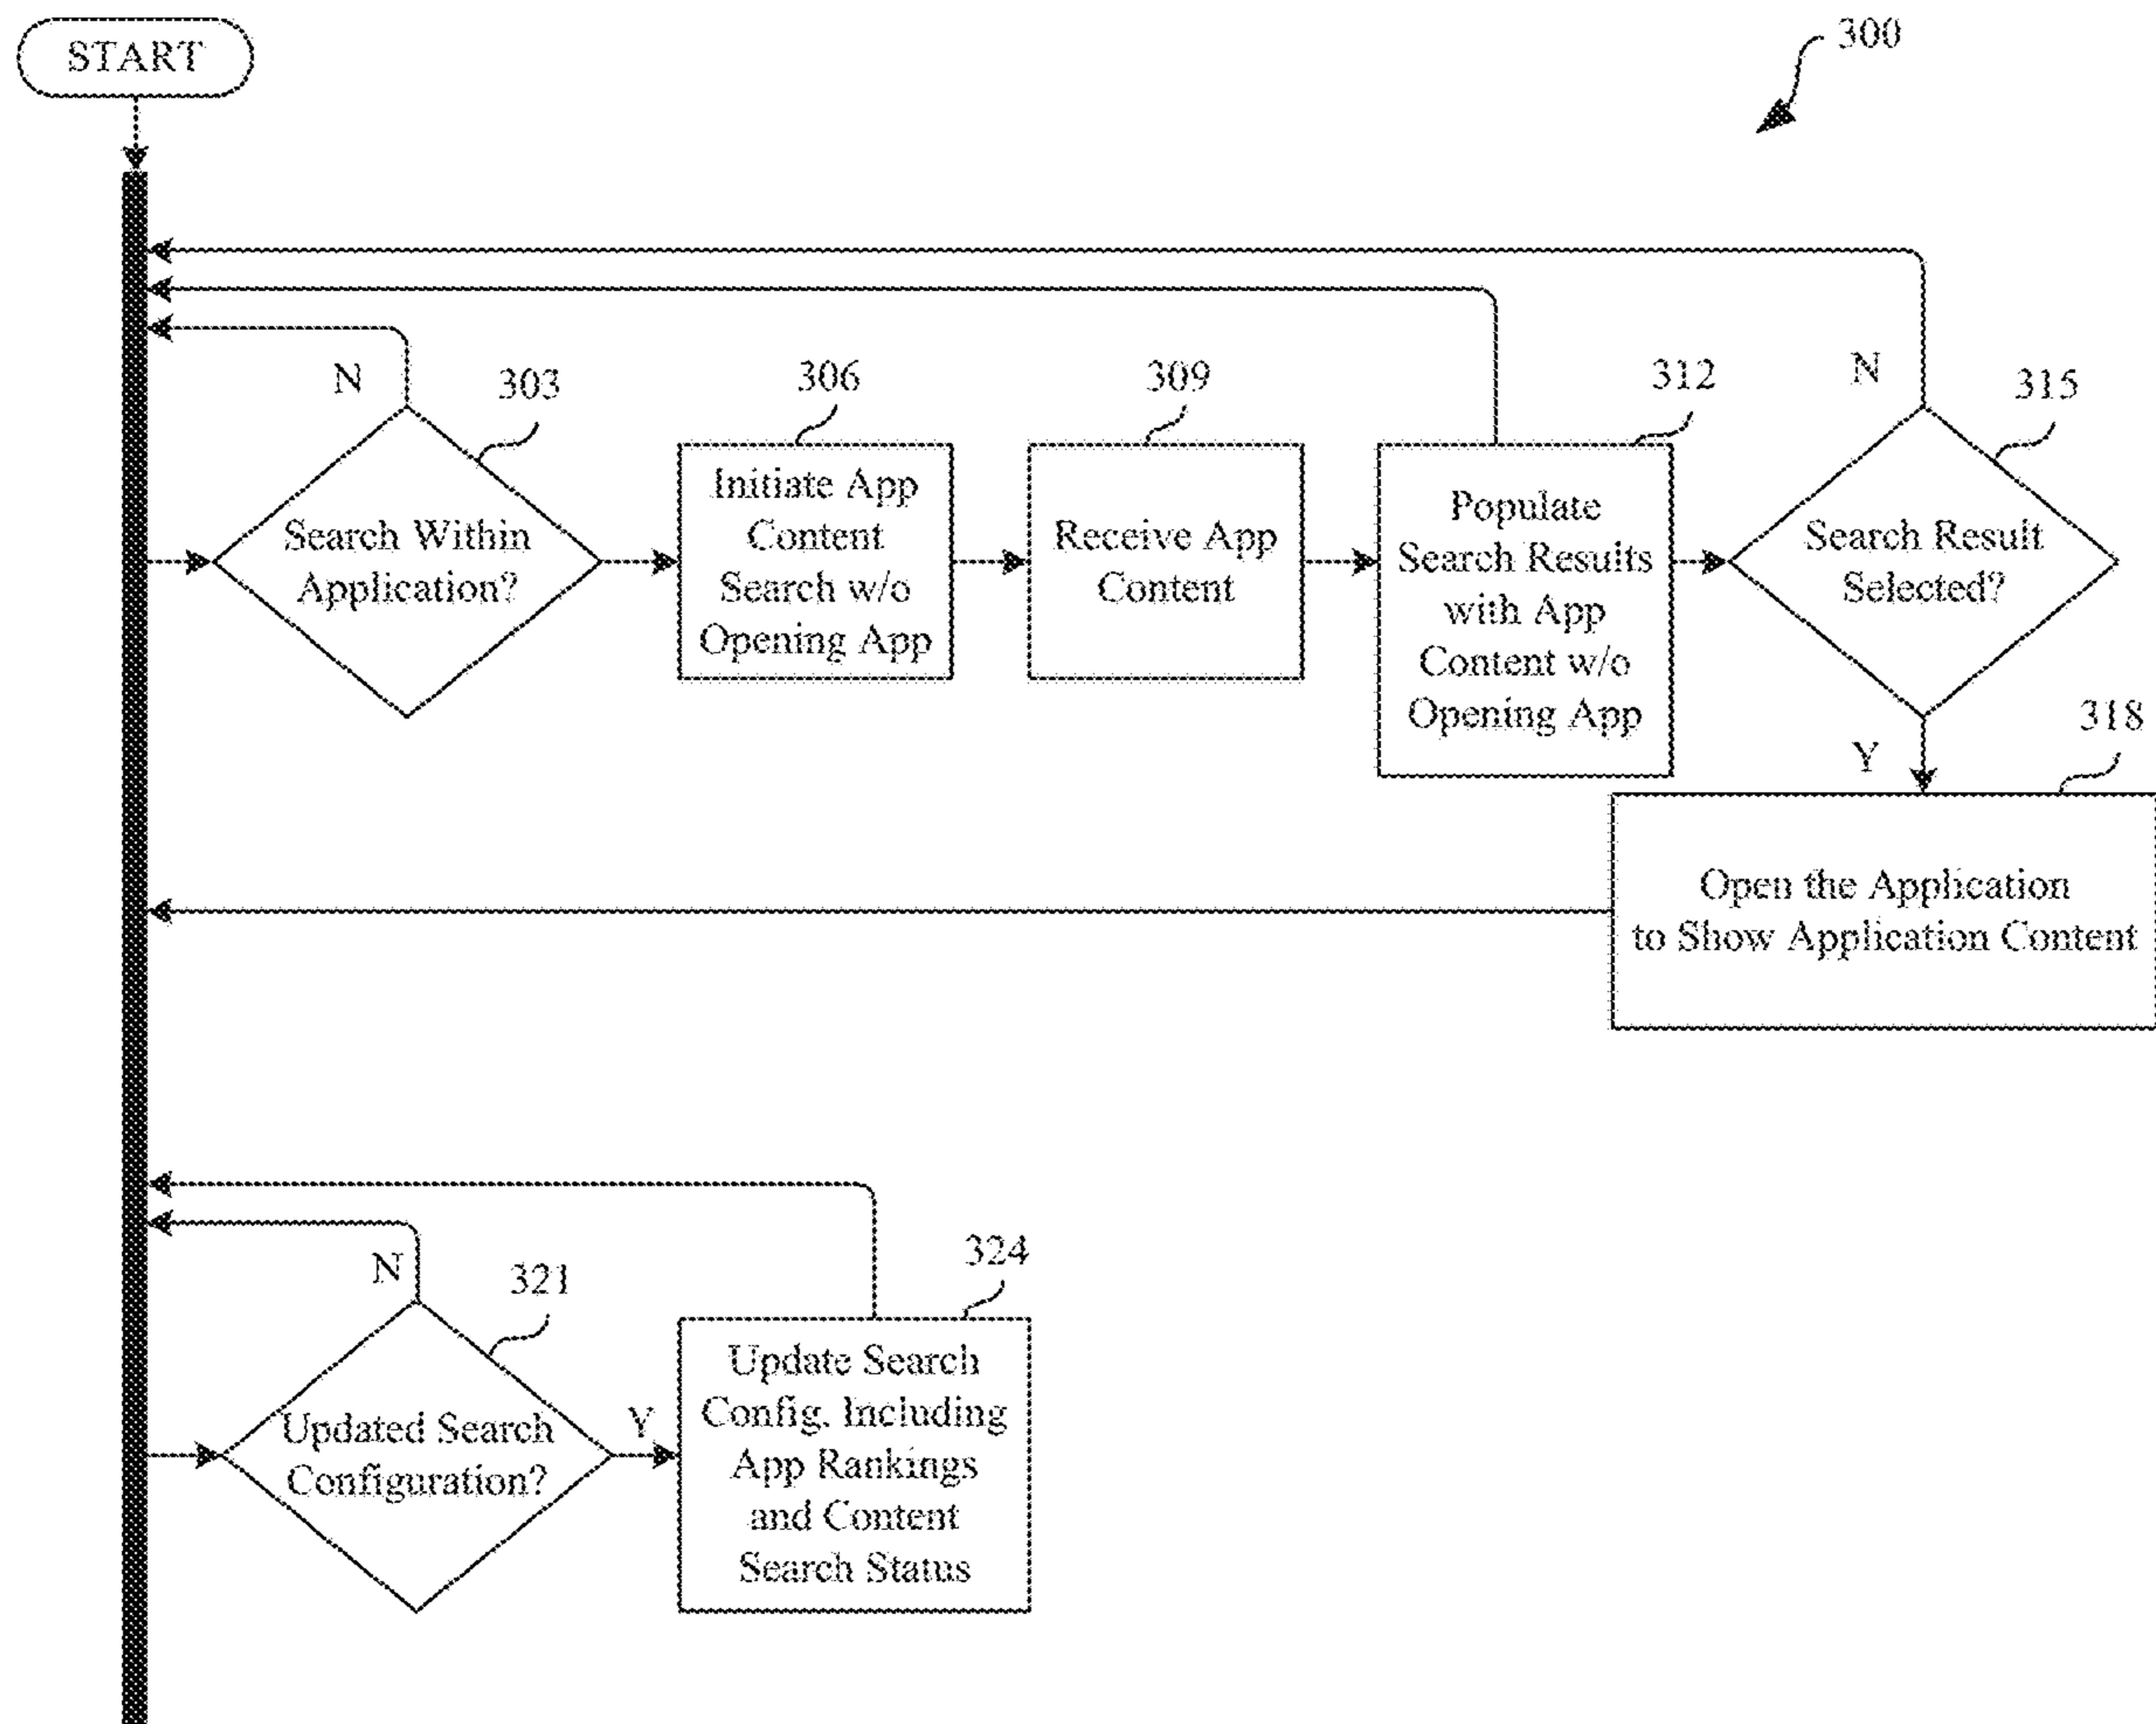 START
300
N
303
306
309
312
N
315
Search Within
Application?
Initiate App
Content
Search w/o
Opening App
Receive App
Content
Populate
Search Results
with App
Content w/o
Opening App
Search Result
Selected?
Y
318
Open the Application
to Show Application Content
N
321
324
Updated Search
Configuration?
Y
Update Search
Config. Including
App Rankings
and Content
Search Status